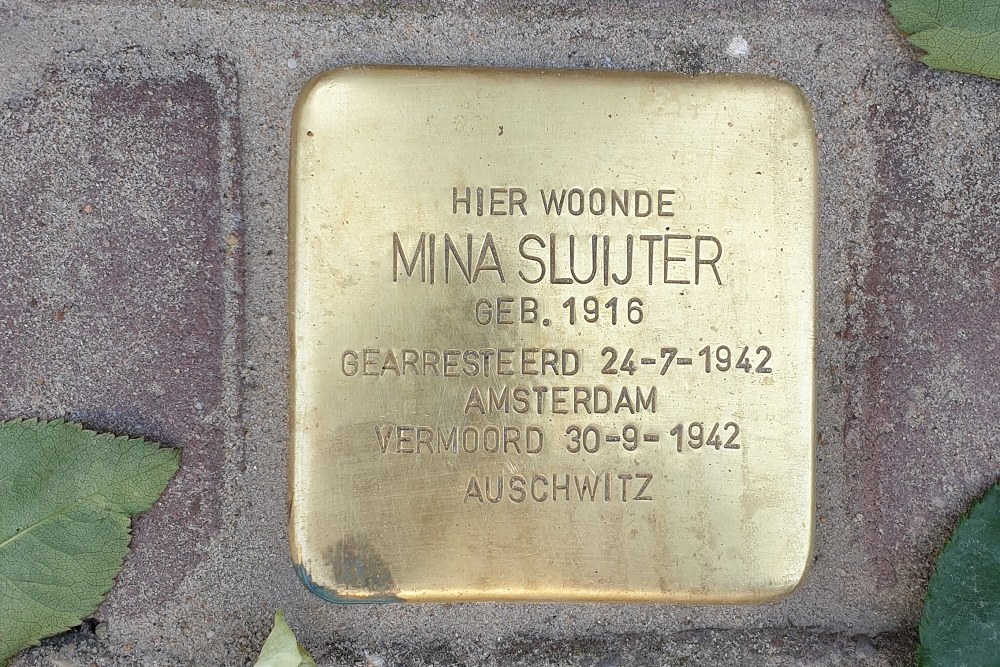 HIER WOONDE
MINA SLUIJTER
GEB. 1916
GEARRESTEERD 24-7-1942
AMSTERDAM
VERMOORD 30-9-1942
AUSCHWITZ